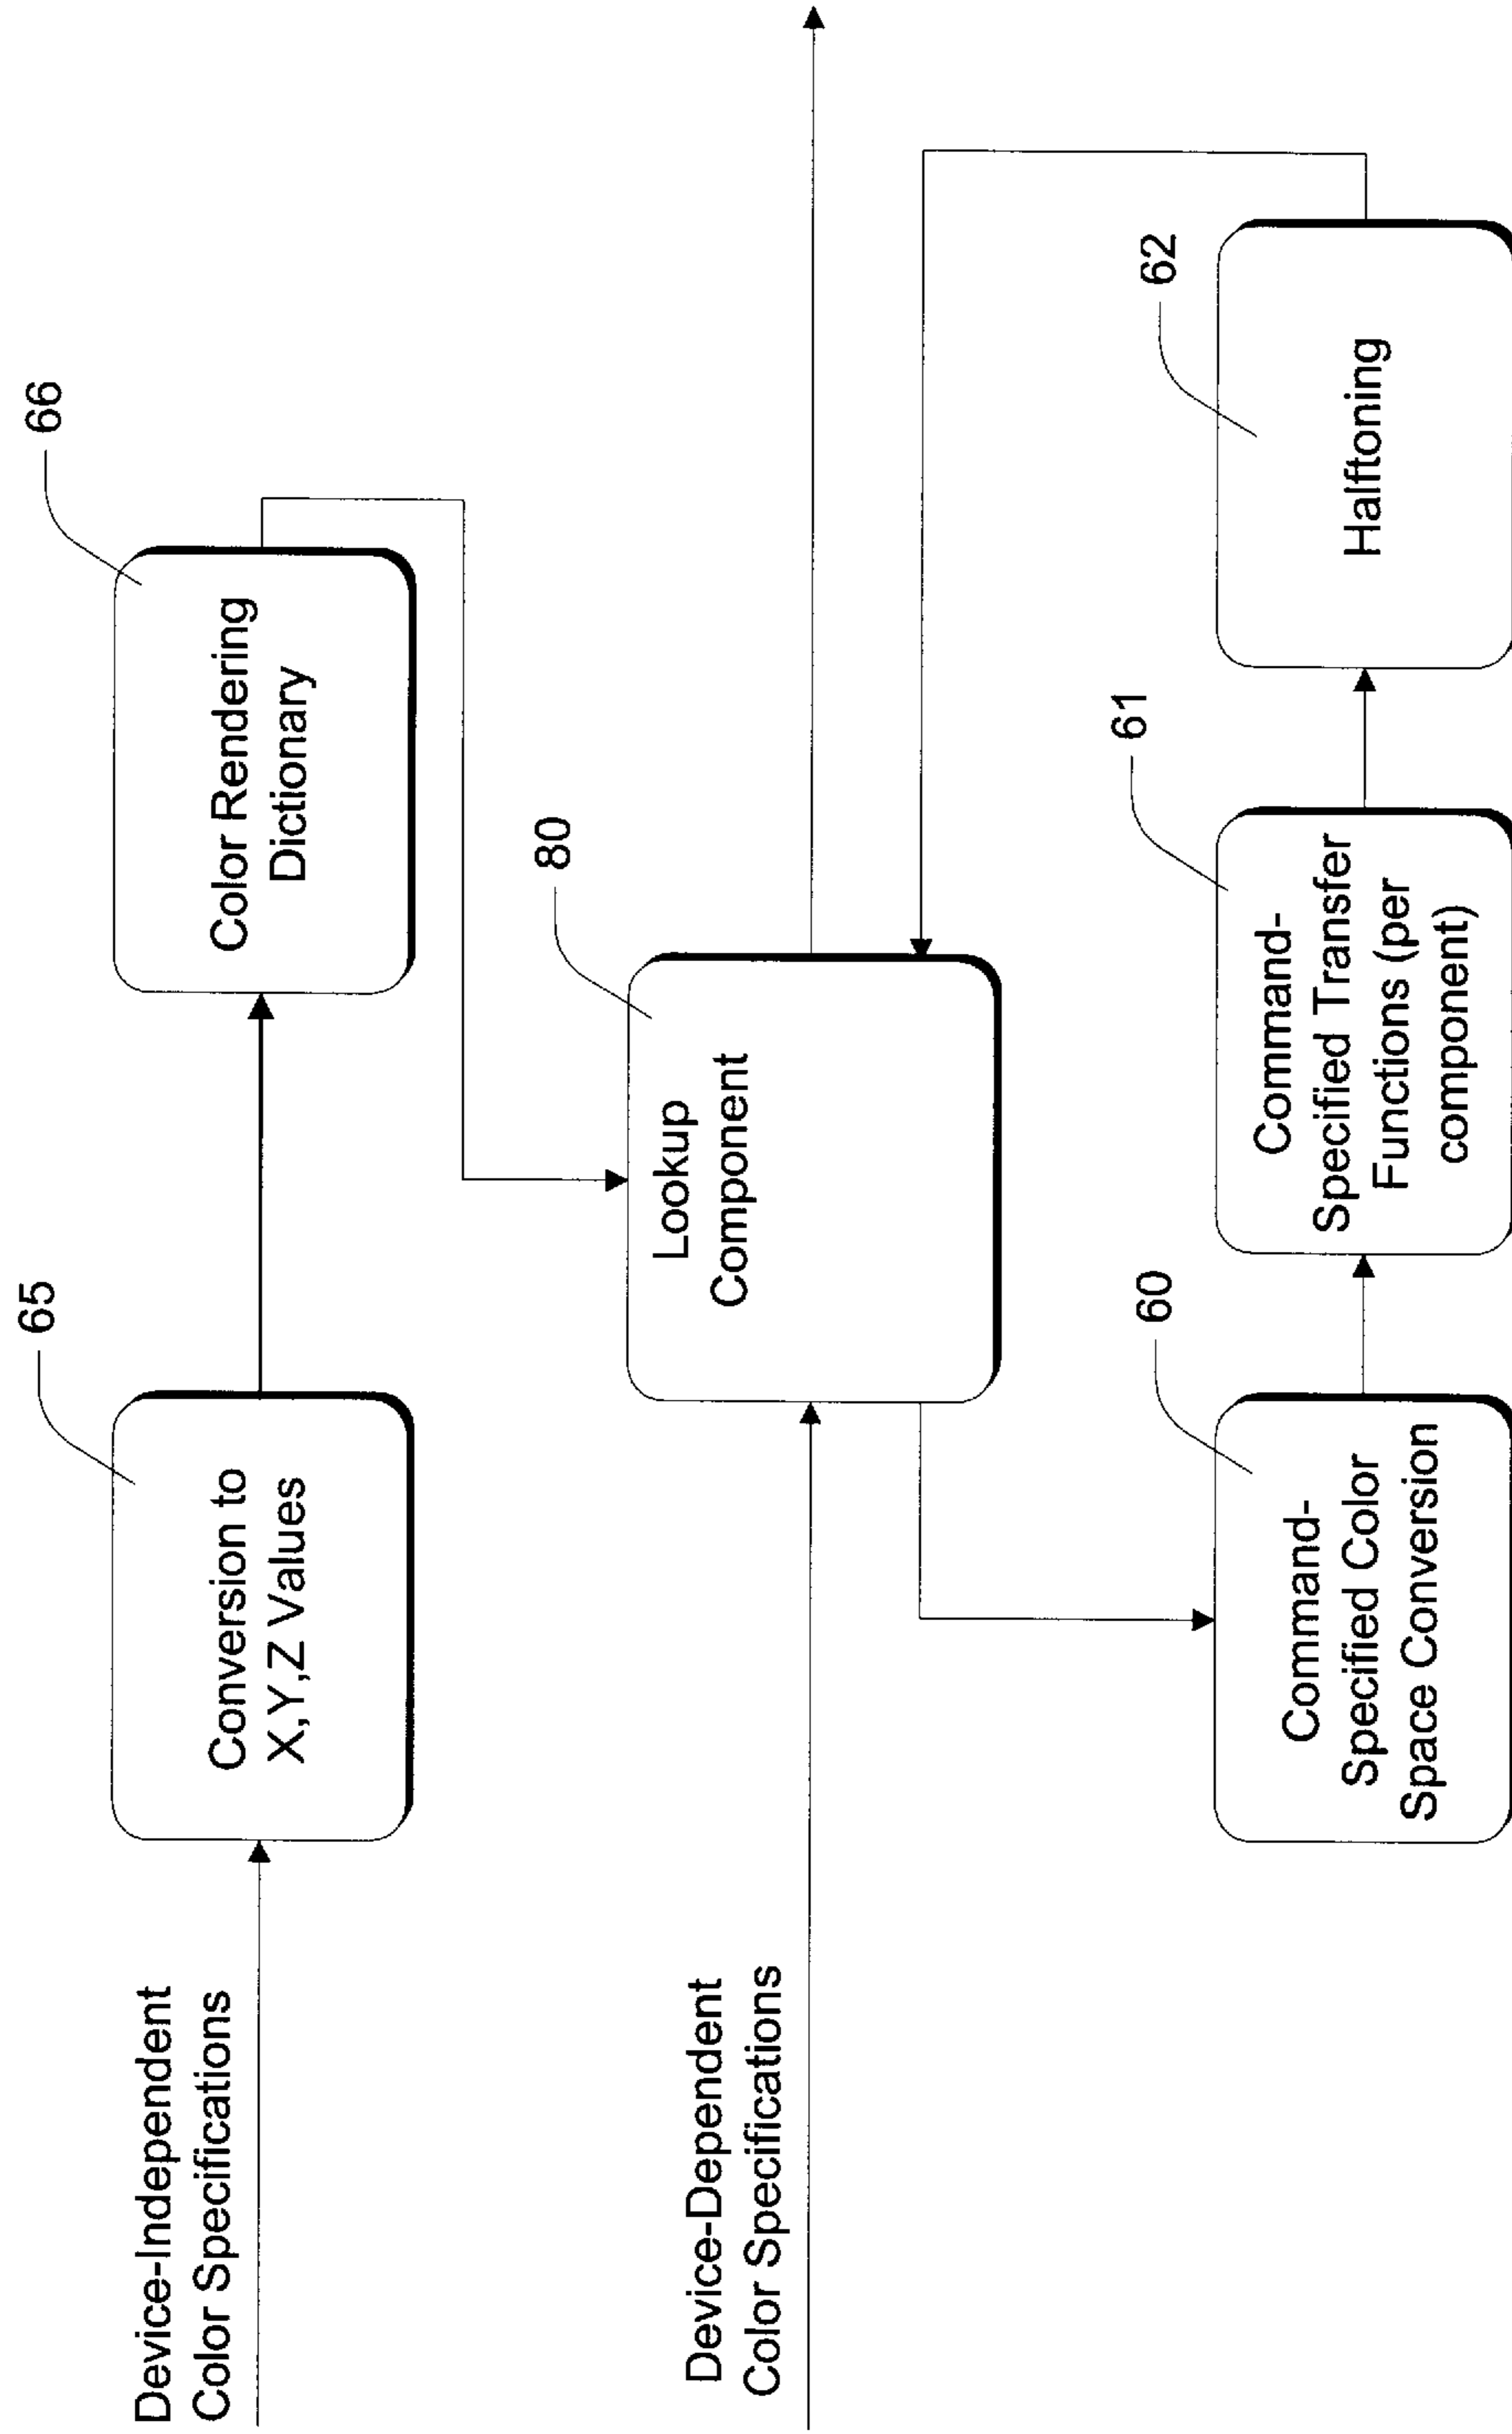 Device-Independent
Color Specifications
65
Conversion to
X,Y,Z Values
66
Color Rendering
Dictionary
Device-Dependent
Color Specifications
80
Lookup
Component
60
Command-
Specified Color
Space Conversion
61
Command-
Specified Transfer
Functions (per
component)
62
Halftoning